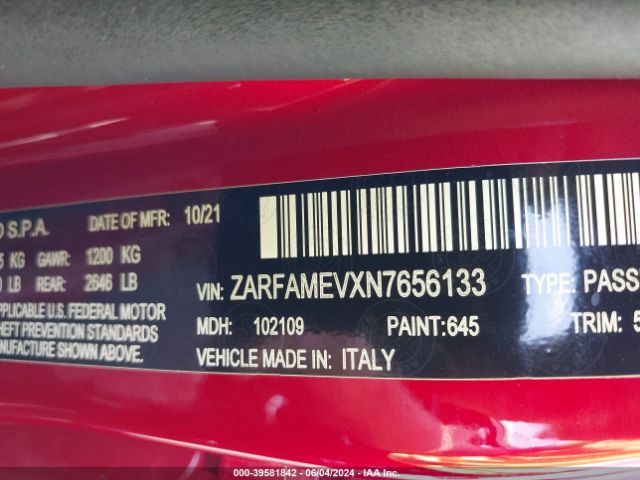 O S.P.A. DATE OF MFR: 10/21
KG GAWR: 1200 KG
LB REAR: 2646 LB
VIN: ZARFAMEVXN7656133 TYPE: PASS
APPLICABLE U.S. FEDERAL MOTOR
THEFT PREVENTION STANDARDS
MANUFACTURE SHOWN ABOVE.
MDH: 102109 PAINT:645 TRIM: 5
VEHICLE MADE IN: ITALY
000-39581842 - 06/04/2024 - IAA Inc.